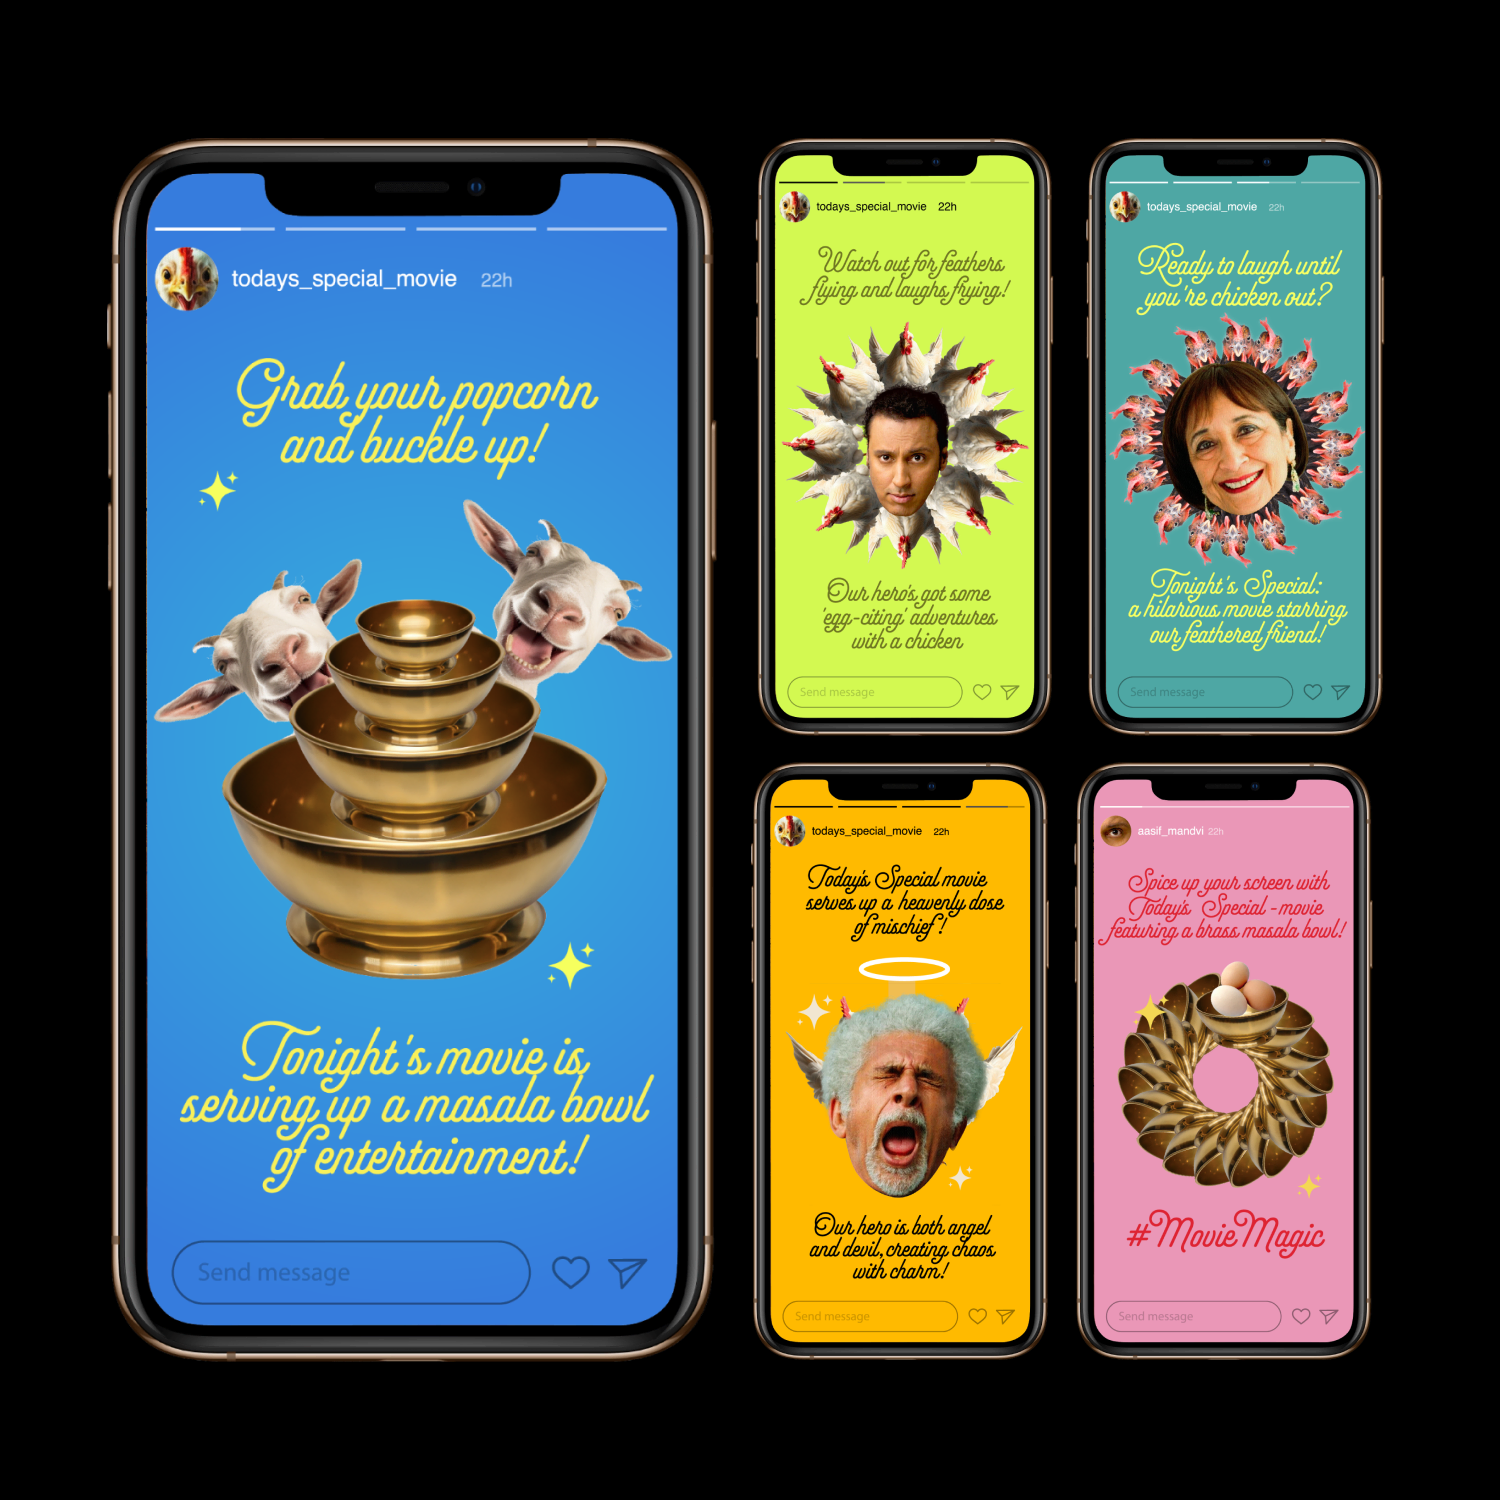 todays_special_movie 22h
Grab your popcorn
and buckle up!
Tonight's movie is
serving up a masala bowl
of entertainment!
Send message
todays_special_movie 22h
Watch out for feathers
flying and laughs frying!
Our hero's got some
'egg-citing' adventures
with a chicken
Send message
todays_special_movie 22h
Ready to laugh until
you're chicken out?
Tonight's Special:
a hilarious movie starring
our feathered friend!
Send message
todays_special_movie 22h
Today's Special movie
serves up a heavenly dose
of mischief !
Our hero is both angel
and devil, creating chaos
with charm!
Send message
aasif_mandvi 22h
Spice up your screen with
Today's Special -movie
featuring a brass masala bowl!
#MovieMagic
Send message